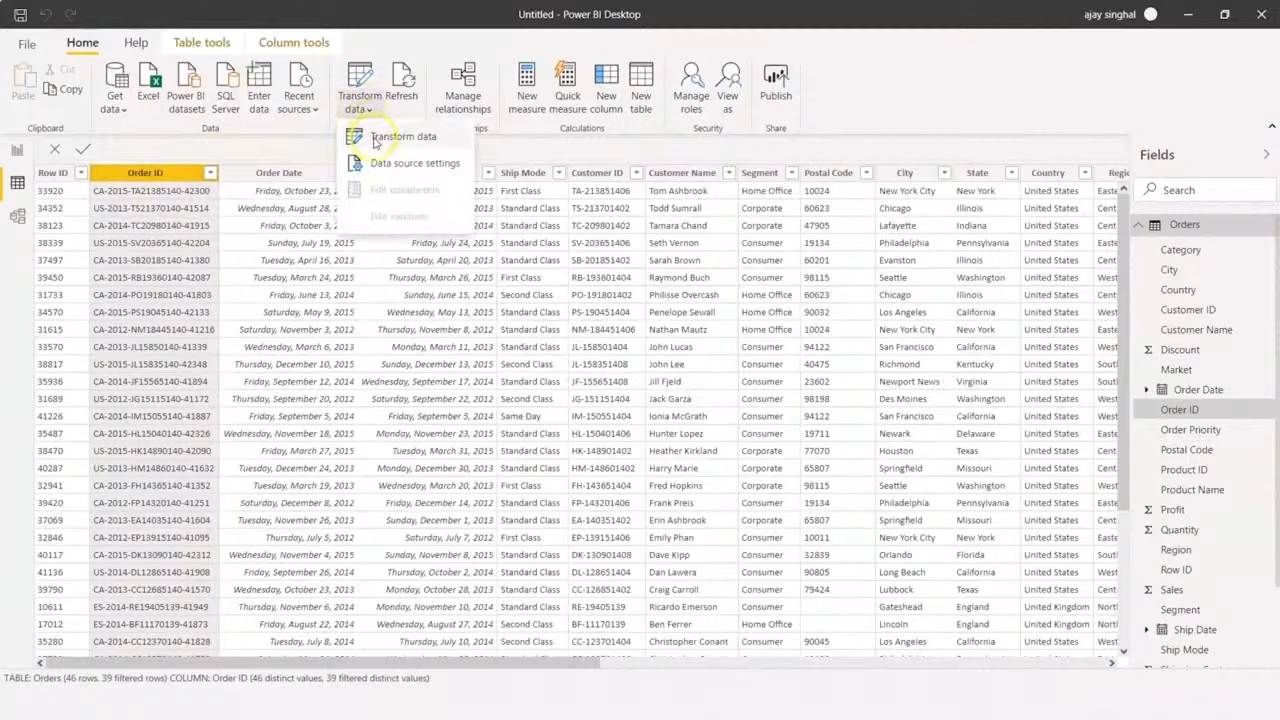 Untitled - Power BI Desktop
ajay singhal
File Home Help Table tools Column tools
Paste Cut Copy
Get data Excel Power BI datasets SQL Server Enter data Recent sources Transform data Refresh Manage relationships New measure Quick measure New column New table Manage roles View as Publish
Clipboard Data Calculations Security Share
Transform data
Data source settings
Fields
Search
Row ID Order ID Order Date Ship Mode Customer ID Customer Name Segment Postal Code City State Country
33920 CA-2015-TA21385140-42300 Friday, October 23, 2015 First Class TA-213851406 Tom Ashbrook Home Office 10024 New York City New York United States
34352 US-2013-TS21370140-41514 Wednesday, August 28, 2013 Standard Class TS-213701402 Todd Sumrall Corporate 60623 Chicago Illinois United States
38123 CA-2014-TC20980140-41915 Friday, October 3, 2014 Standard Class TC-209801402 Tamara Chand Corporate 47905 Lafayette Indiana United States
38339 US-2015-SV20365140-42204 Sunday, July 19, 2015 Friday, July 24, 2015 Standard Class SV-203651406 Seth Vernon Consumer 19134 Philadelphia Pennsylvania United States
37497 CA-2013-SB20185140-41380 Tuesday, April 16, 2013 Saturday, April 20, 2013 Standard Class SB-201851402 Sarah Brown Consumer 60201 Evanston Illinois United States
39450 CA-2015-RB19360140-42087 Tuesday, March 24, 2015 Thursday, March 26, 2015 First Class RB-193601404 Raymond Buch Consumer 98115 Seattle Washington United States
31733 CA-2014-PO19180140-41803 Friday, June 13, 2014 Sunday, June 15, 2014 Second Class PO-191801402 Philisse Overcash Home Office 60623 Chicago Illinois United States
34570 CA-2015-PS19045140-42133 Saturday, May 9, 2015 Wednesday, May 13, 2015 Standard Class PS-190451404 Penelope Sewall Home Office 90032 Los Angeles California United States
31615 CA-2012-NM18445140-41216 Saturday, November 3, 2012 Thursday, November 8, 2012 Standard Class NM-184451406 Nathan Mautz Home Office 10024 New York City New York United States
33570 CA-2013-JL15850140-41339 Wednesday, March 6, 2013 Monday, March 11, 2013 Standard Class JL-158501404 John Lucas Consumer 94122 San Francisco California United States
38817 US-2015-JL15835140-42348 Thursday, December 10, 2015 Sunday, December 13, 2015 Second Class JL-158351408 John Lee Consumer 40475 Richmond Kentucky United States
35936 CA-2014-JF15565140-41894 Friday, September 12, 2014 Wednesday, September 17, 2014 Standard Class JF-155651408 Jill Fjeld Consumer 23602 Newport News Virginia United States
31689 US-2012-JG15115140-41172 Thursday, September 20, 2012 Saturday, September 22, 2012 Second Class JG-151151404 Jack Garza Consumer 98198 Des Moines Washington United States
41226 CA-2014-IM15055140-41887 Friday, September 5, 2014 Friday, September 5, 2014 Same Day IM-150551404 Ionia McGrath Consumer 94122 San Francisco California United States
35487 CA-2015-HL15040140-42326 Wednesday, November 18, 2015 Monday, November 23, 2015 Standard Class HL-150401406 Hunter Lopez Consumer 19711 Newark Delaware United States
38470 US-2015-HK14890140-42090 Friday, March 27, 2015 Tuesday, March 31, 2015 Second Class HK-148901402 Heather Kirkland Corporate 77070 Houston Texas United States
40287 US-2013-HM14860140-41632 Tuesday, December 24, 2013 Monday, December 30, 2013 Standard Class HM-148601402 Harry Marie Corporate 65807 Springfield Missouri United States
32941 CA-2013-FH14365140-41352 Tuesday, March 19, 2013 Wednesday, March 20, 2013 First Class FH-143651404 Fred Hopkins Corporate 98115 Seattle Washington United States
39420 CA-2012-FP14320140-41251 Saturday, December 8, 2012 Friday, December 14, 2012 Standard Class FP-143201406 Frank Preis Consumer 19134 Philadelphia Pennsylvania United States
37069 CA-2013-EA14035140-41604 Tuesday, November 26, 2013 Sunday, December 1, 2013 Standard Class EA-140351402 Erin Ashbrook Corporate 65807 Springfield Missouri United States
32846 CA-2012-EP13915140-41095 Thursday, July 5, 2012 Saturday, July 7, 2012 First Class EP-139151406 Emily Phan Consumer 10011 New York City New York United States
40117 CA-2015-DK13090140-42312 Wednesday, November 4, 2015 Sunday, November 8, 2015 Standard Class DK-130901408 Dave Kipp Consumer 32839 Orlando Florida United States
41136 US-2015-DL12865140-41908 Friday, September 26, 2014 Thursday, October 2, 2014 Standard Class DL-128651404 Dan Lawera Consumer 90805 Long Beach California United States
39790 CA-2013-CC12685140-41570 Wednesday, October 23, 2013 Monday, October 28, 2013 Standard Class CC-126851402 Craig Carroll Consumer 79424 Lubbock Texas United States
10611 ES-2014-RE19405139-41949 Thursday, November 6, 2014 Monday, November 10, 2014 First Class RE-19405139 Ricardo Emerson Consumer Gateshead England United Kingdom
17012 ES-2014-BF11170139-41873 Friday, August 22, 2014 Wednesday, August 27, 2014 Second Class BF-11170139 Ben Ferrer Home Office Lincoln England United Kingdom
35280 CA-2014-CC12370140-41828 Tuesday, July 8, 2014 Thursday, July 10, 2014 Second Class CC-123701404 Christopher Conant Consumer 90045 Los Angeles California United States
Orders
Category
City
Country
Customer ID
Customer Name
Discount
Market
Order Date
Order ID
Order Priority
Postal Code
Product ID
Product Name
Profit
Quantity
Region
Row ID
Sales
Segment
Ship Date
Ship Mode
TABLE: Orders (46 rows, 39 filtered rows) COLUMN: Order ID (46 distinct values, 39 filtered distinct values)